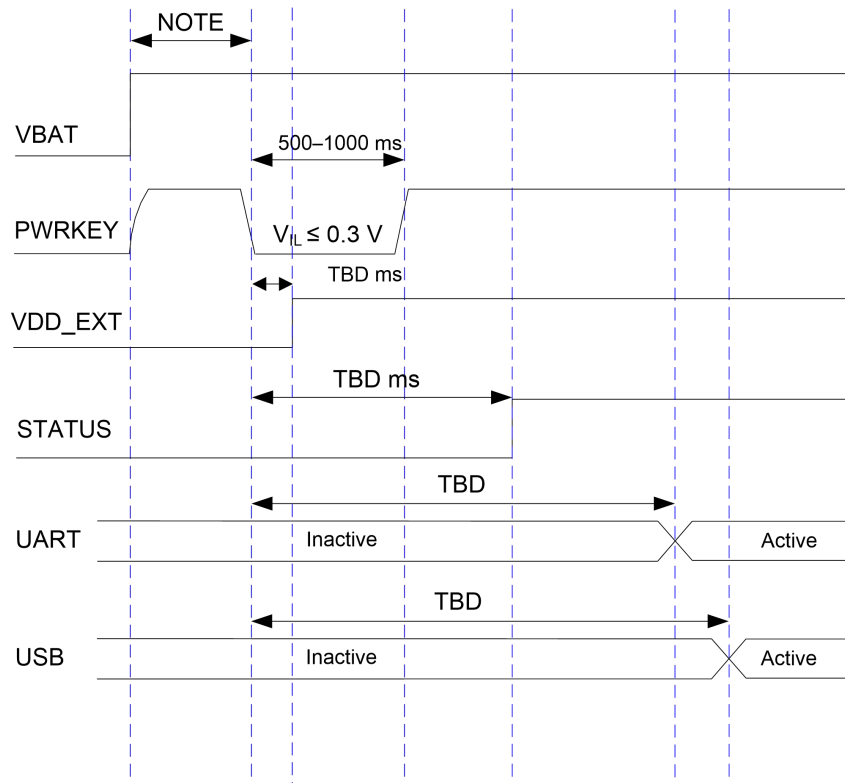 NOTE
VBAT
500–1000 ms
PWRKEY
VIL ≤ 0.3 V
TBD ms
VDD_EXT
TBD ms
STATUS
TBD
UART
Inactive
Active
TBD
USB
Inactive
Active